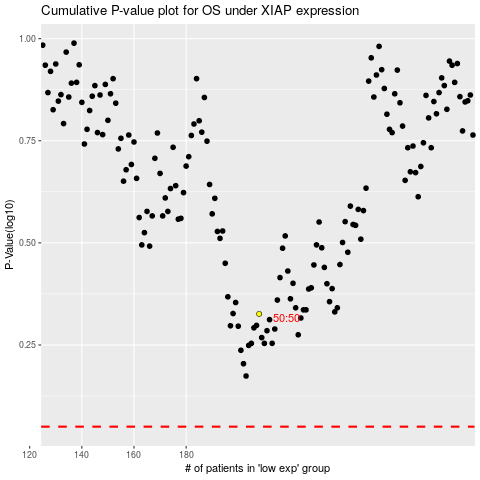 Cumulative P-value plot for OS under XIAP expression
P-Value(log10)
1.00
0.75
0.50
0.25
50:50
120 140 160 180
# of patients in 'low exp' group